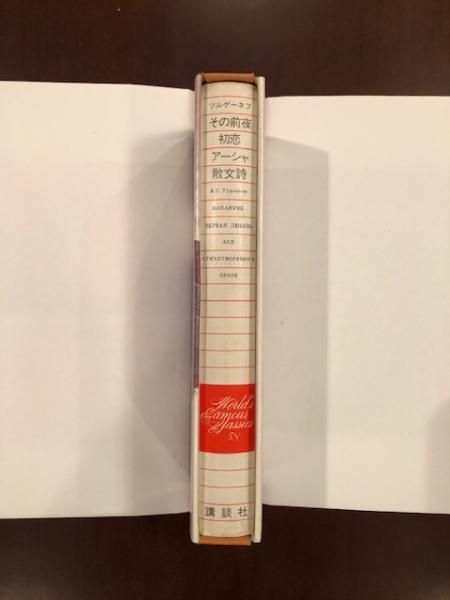 ツルゲーネフ
その前夜
初恋
アーシャ
散文詩
И С. Тургенев
НАКАНУНЕ
ПЕРВАЯ ЛЮБОВЬ
АСЯ
СТИХОТВОРЕНИЯ В
ПРОЗЕ
World's
Famous
Classics
38
講談社